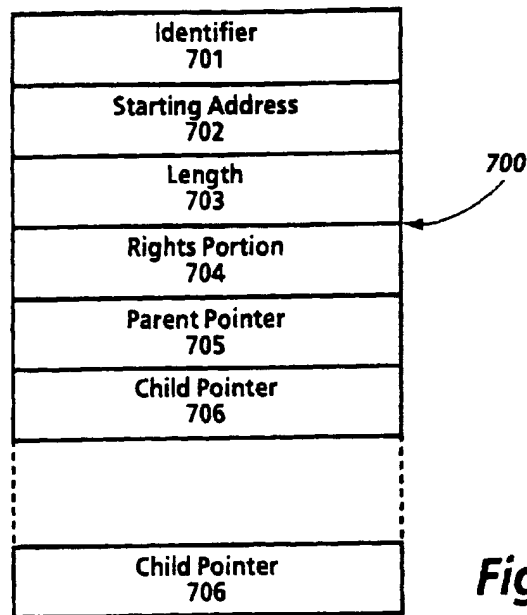 Identifier
701
Starting Address
702
Length
703
700
Rights Portion
704
Parent Pointer
705
Child Pointer
706
Child Pointer
706
Fig